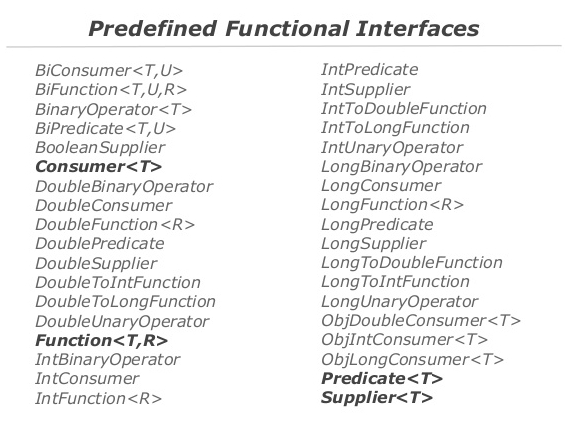 Predefined Functional Interfaces
BiConsumer<T,U>
BiFunction<T,U,R>
BinaryOperator<T>
BiPredicate<T,U>
BooleanSupplier
Consumer<T>
DoubleBinaryOperator
DoubleConsumer
DoubleFunction<R>
DoublePredicate
DoubleSupplier
DoubleToIntFunction
DoubleToLongFunction
DoubleUnaryOperator
Function<T,R>
IntBinaryOperator
IntConsumer
IntFunction<R>
IntPredicate
IntSupplier
IntToDoubleFunction
IntToLongFunction
IntUnaryOperator
LongBinaryOperator
LongConsumer
LongFunction<R>
LongPredicate
LongSupplier
LongToDoubleFunction
LongToIntFunction
LongUnaryOperator
ObjDoubleConsumer<T>
ObjIntConsumer<T>
ObjLongConsumer<T>
Predicate<T>
Supplier<T>